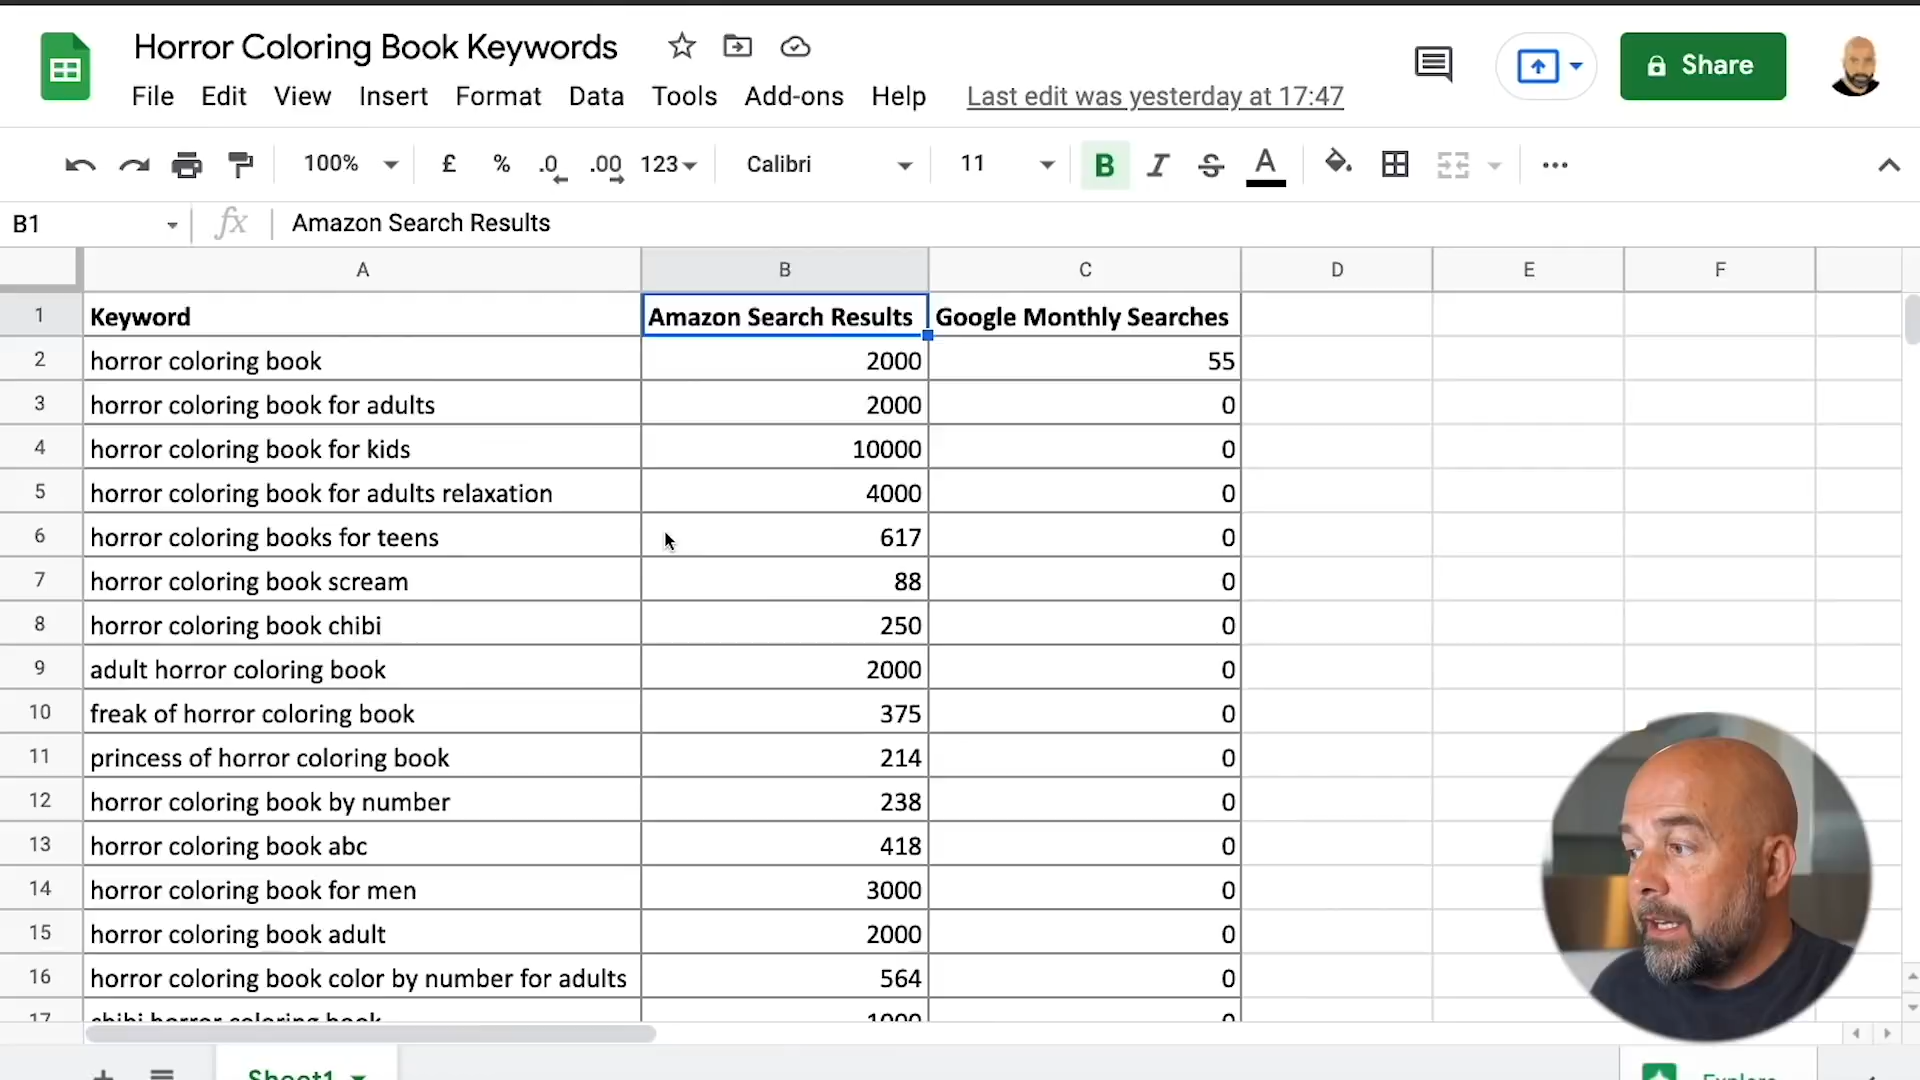 Horror Coloring Book Keywords
File Edit View Insert Format Data Tools Add-ons Help Last edit was yesterday at 17:47
Share
100% £ % .0 .00 123 Calibri 11 B I S A
B1 fx Amazon Search Results
A B C D E F
1 Keyword Amazon Search Results Google Monthly Searches
2 horror coloring book 2000 55
3 horror coloring book for adults 2000 0
4 horror coloring book for kids 10000 0
5 horror coloring book for adults relaxation 4000 0
6 horror coloring books for teens 617 0
7 horror coloring book scream 88 0
8 horror coloring book chibi 250 0
9 adult horror coloring book 2000 0
10 freak of horror coloring book 375 0
11 princess of horror coloring book 214 0
12 horror coloring book by number 238 0
13 horror coloring book abc 418 0
14 horror coloring book for men 3000 0
15 horror coloring book adult 2000 0
16 horror coloring book color by number for adults 564 0
17 chibi horror coloring book 1000 0
Sheet1 Explore